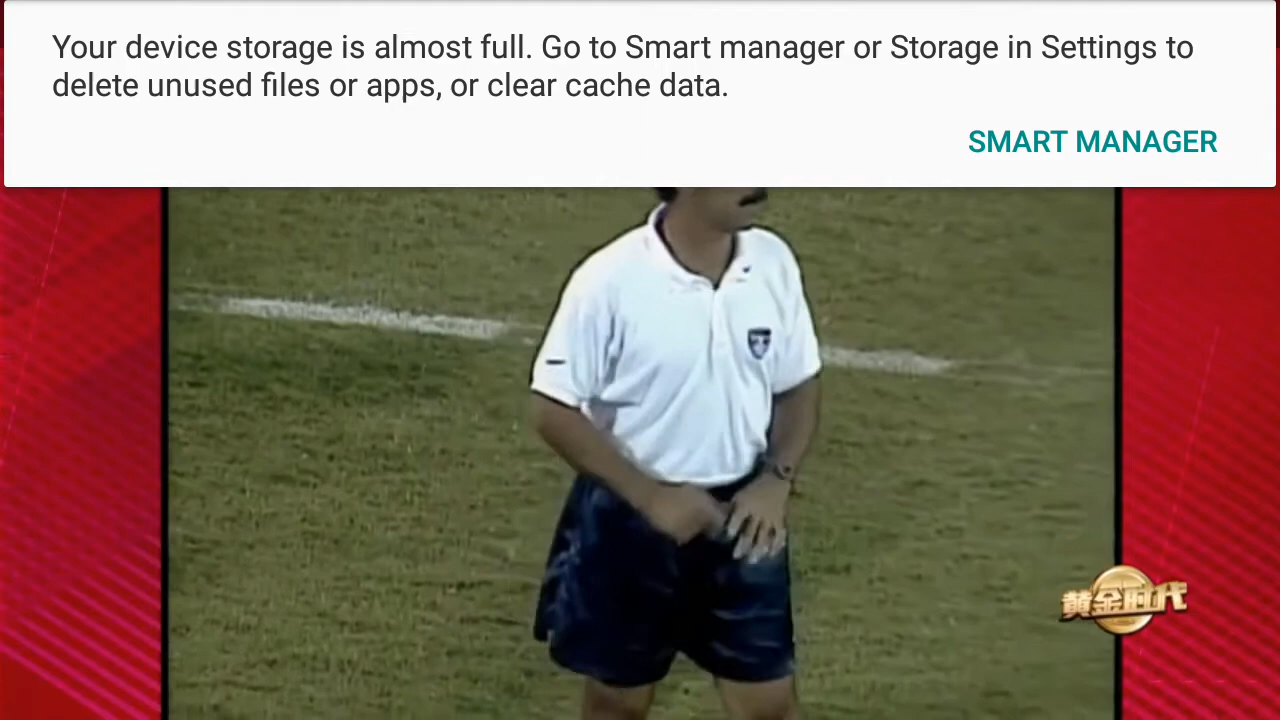 Your device storage is almost full. Go to Smart manager or Storage in Settings to
delete unused files or apps, or clear cache data.
SMART MANAGER
黄金时代